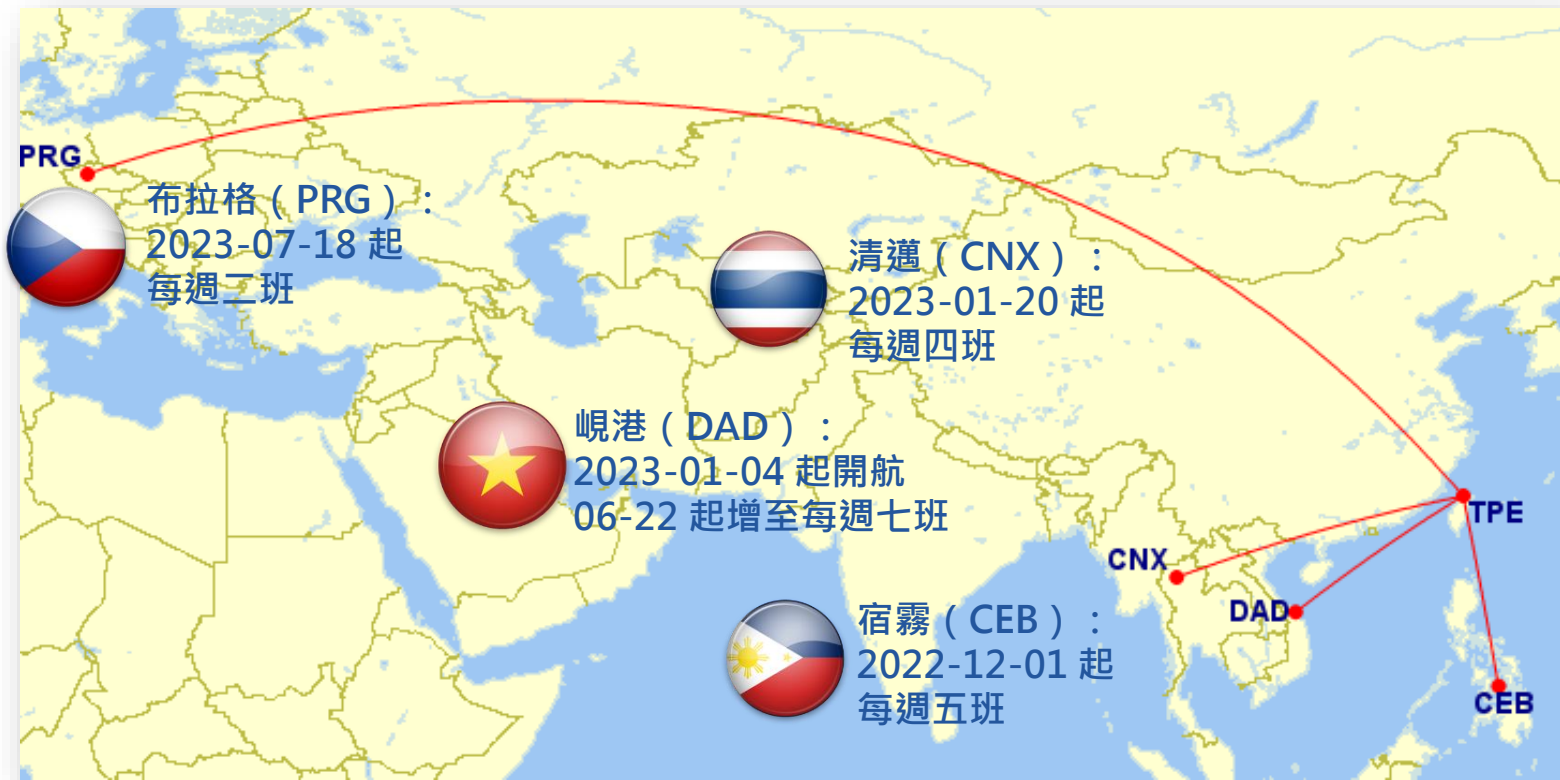 PRG
布拉格（PRG）：
2023-07-18 起
每週二班
清邁（CNX）：
2023-01-20 起
每週四班
峴港（DAD）：
2023-01-04 起開航
06-22 起增至每週七班
TPE
CNX
DAD
宿霧（CEB）：
2022-12-01 起
每週五班
CEB